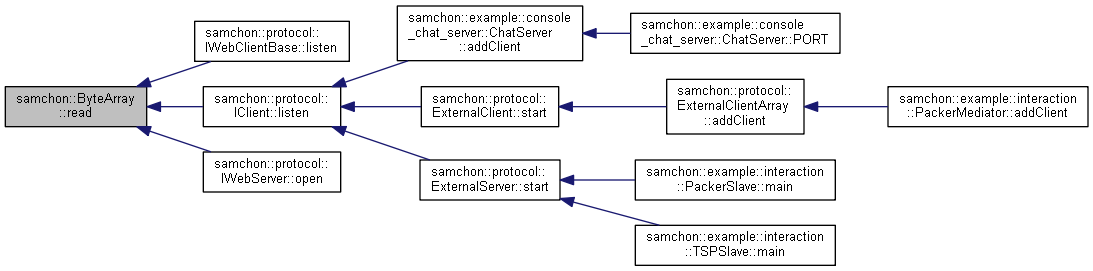 samchon::ByteArray
::read
samchon::protocol::
IWebClientBase::listen
samchon::protocol::
IClient::listen
samchon::protocol::
IWebServer::open
samchon::example::console
_chat_server::ChatServer
::addClient
samchon::protocol::
ExternalClient::start
samchon::protocol::
ExternalServer::start
samchon::example::console
_chat_server::ChatServer::PORT
samchon::protocol::
ExternalClientArray
::addClient
samchon::example::interaction
::PackerSlave::main
samchon::example::interaction
::TSPSlave::main
samchon::example::interaction
::PackerMediator::addClient